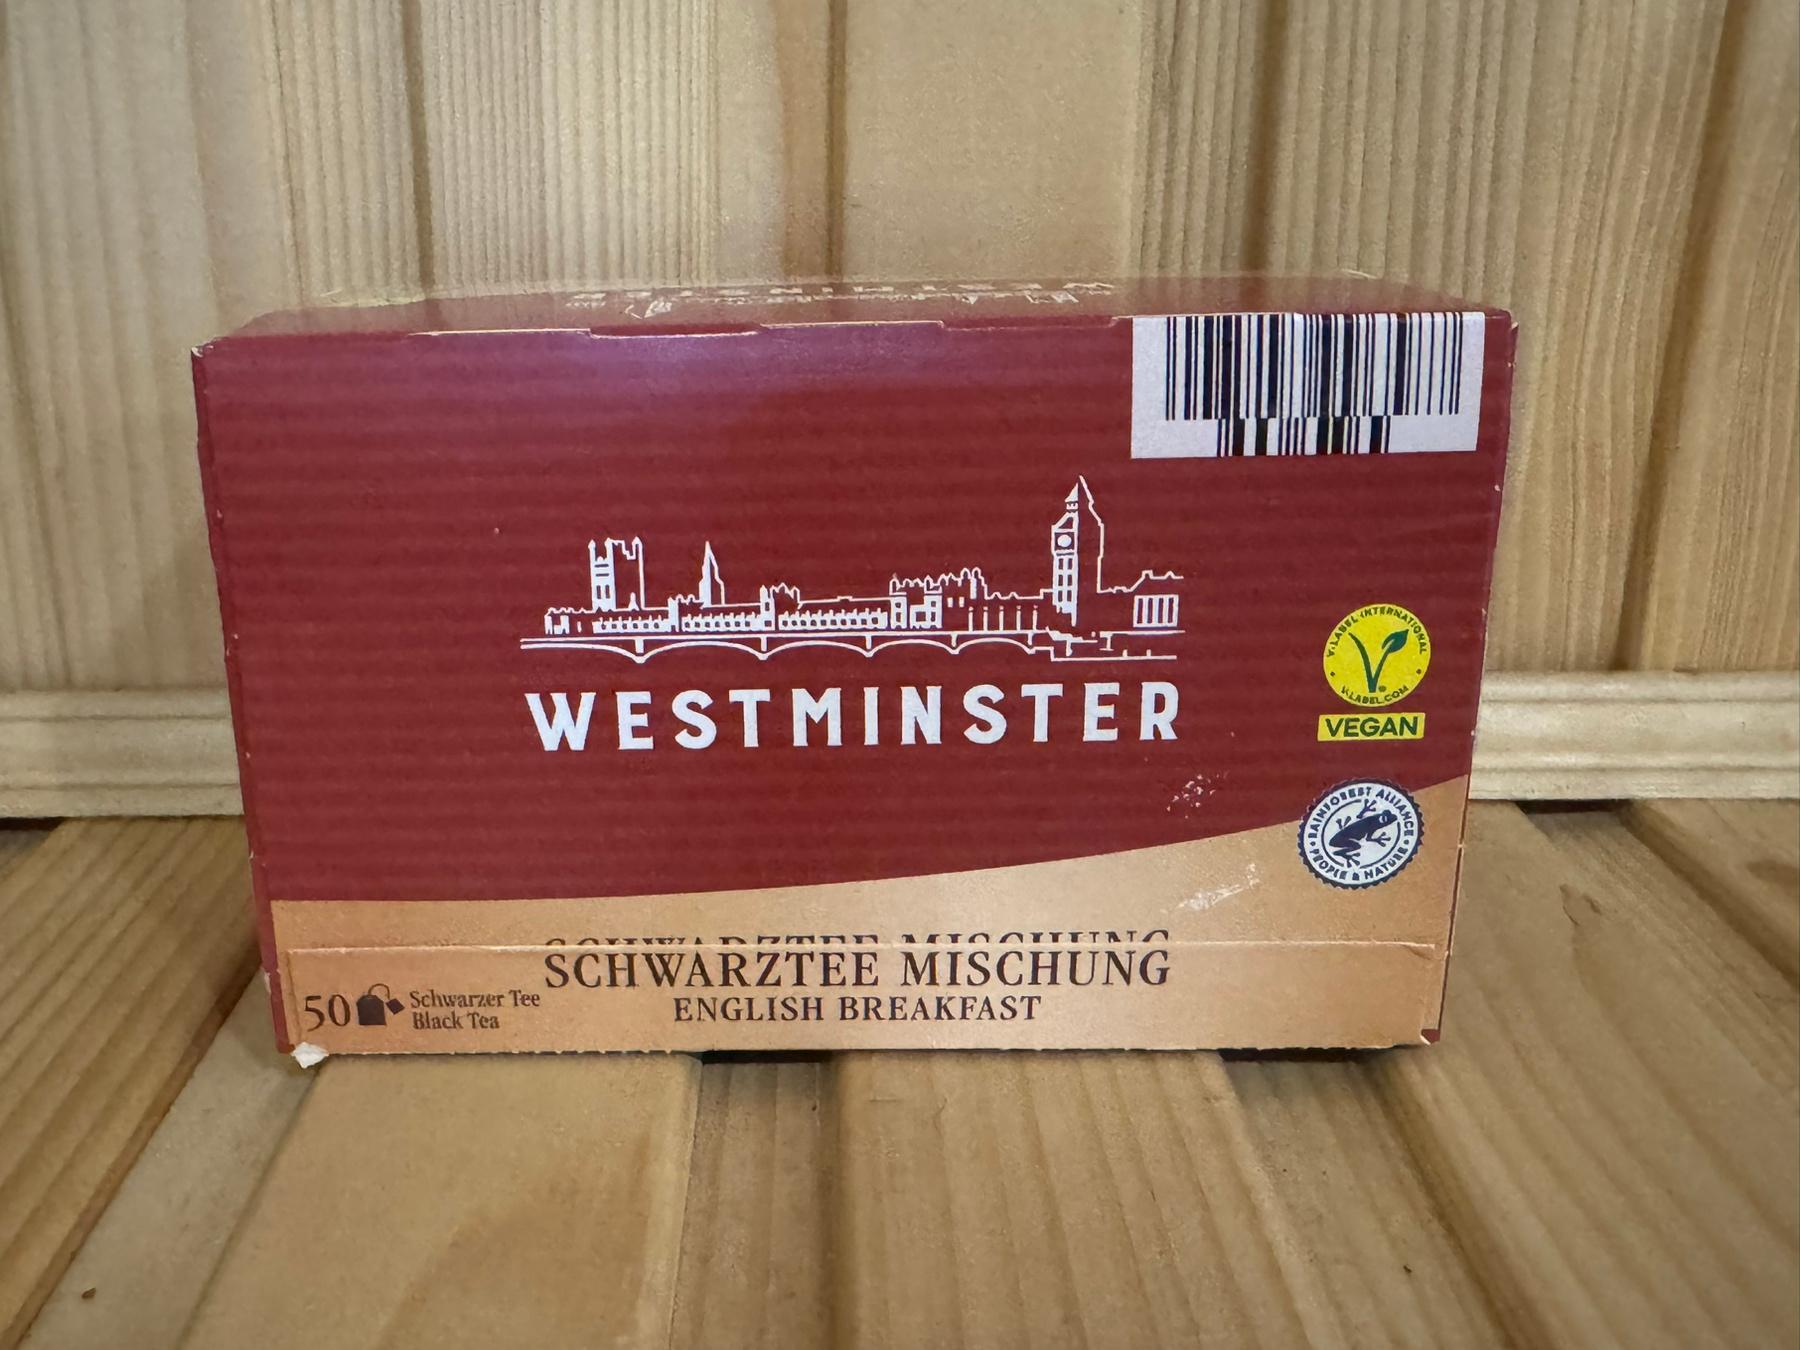 WESTMINSTER
V-LABEL INTERNATIONAL
V-LABEL.COM
VEGAN
RAINFOREST ALLIANCE
PEOPLE & NATURE
SCHWARZTEE MISCHUNG
SCHWARZTEE MISCHUNG
ENGLISH BREAKFAST
50 Schwarzer Tee
Black Tea